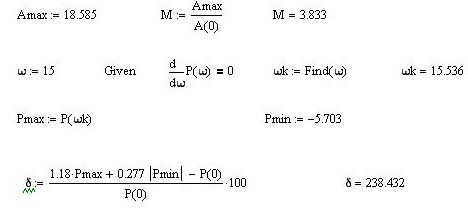 Amax := 18.585 M := Amax / A(0) M = 3.833
ω := 15 Given d/dω P(ω) = 0 ωk := Find(ω) ωk = 15.536
Pmax := P(ωk) Pmin := −5.703
δ := (1.18·Pmax + 0.277 |Pmin| − P(0)) / P(0) ·100 δ = 238.432